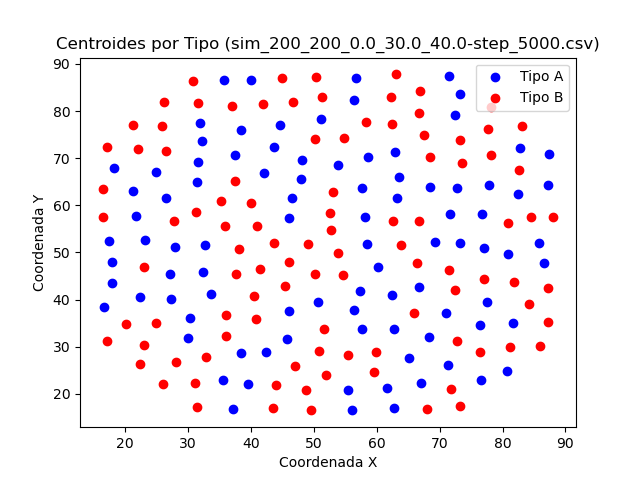 Centroides por Tipo (sim_200_200_0.0_30.0_40.0-step_5000.csv)
Tipo A
Tipo B
90
80
70
60
50
40
30
20
Coordenada Y
20 30 40 50 60 70 80 90
Coordenada X